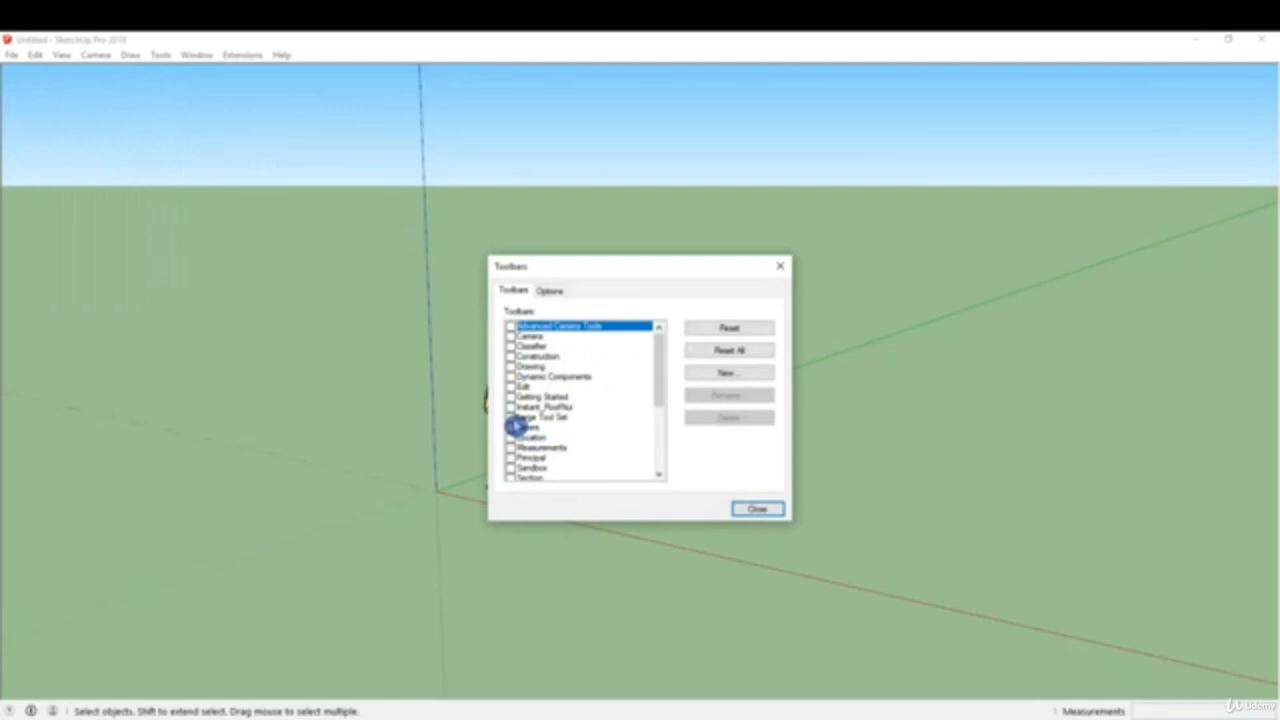 Untitled - SketchUp Pro 2018
File Edit View Camera Draw Tools Window Extensions Help
Toolbars
Toolbars Options
Toolbars:
Advanced Camera Tools
Camera
Classifier
Construction
Drawing
Dynamic Components
Edit
Getting Started
Instant_RoofNui
Large Tool Set
Layers
Location
Measurements
Principal
Sandbox
Section
Reset
Reset All
New...
Rename
Delete
Close
Select objects. Shift to extend select. Drag mouse to select multiple.
Measurements
Udemy